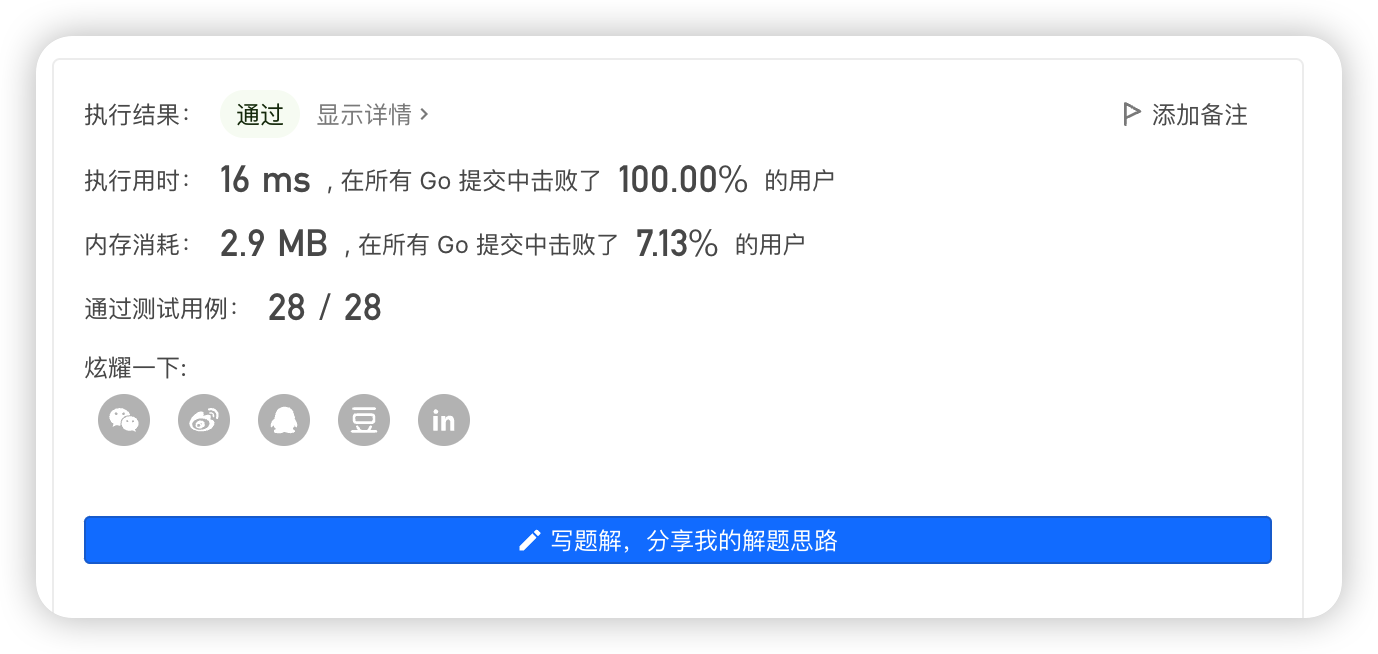 执行结果： 通过 显示详情 › 添加备注
执行用时： 16 ms , 在所有 Go 提交中击败了 100.00% 的用户
内存消耗： 2.9 MB , 在所有 Go 提交中击败了 7.13% 的用户
通过测试用例： 28 / 28
炫耀一下:
豆 in
写题解，分享我的解题思路